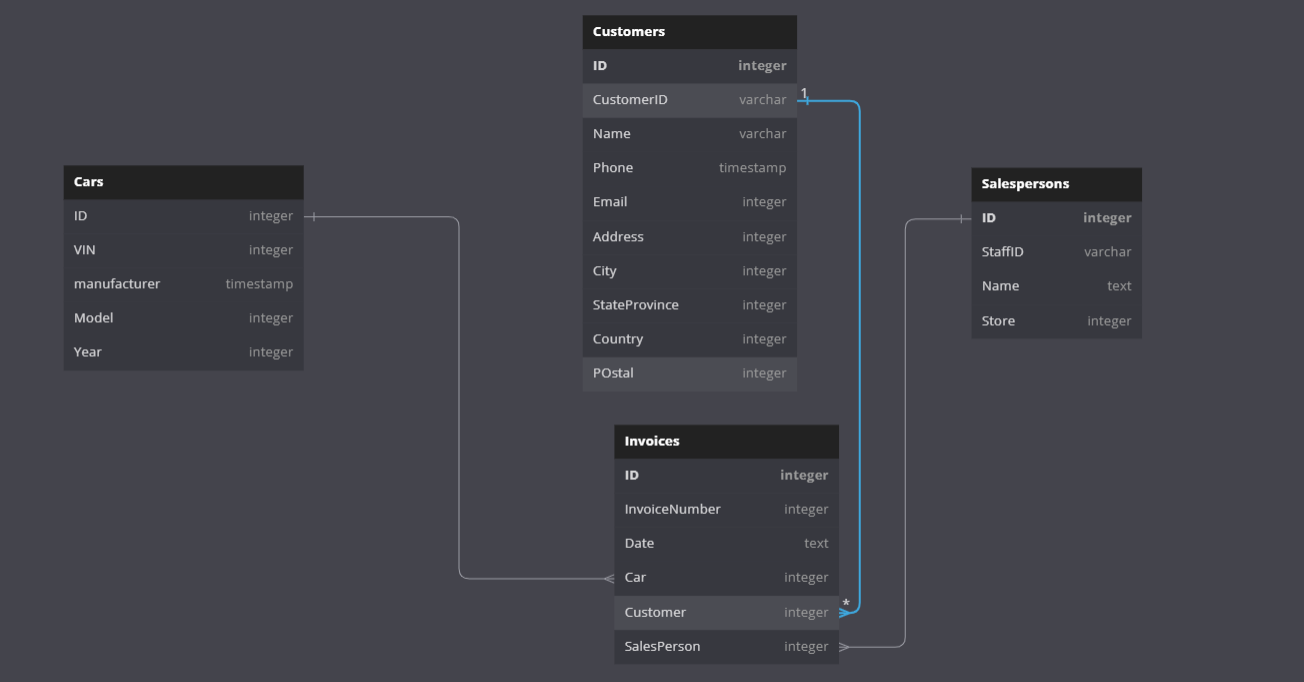 Customers
ID integer
CustomerID varchar
1
Name varchar
Phone timestamp
Email integer
Address integer
City integer
StateProvince integer
Country integer
POstal integer
Cars
ID integer
VIN integer
manufacturer timestamp
Model integer
Year integer
Salespersons
ID integer
StaffID varchar
Name text
Store integer
Invoices
ID integer
InvoiceNumber integer
Date text
Car integer
Customer integer
*
SalesPerson integer